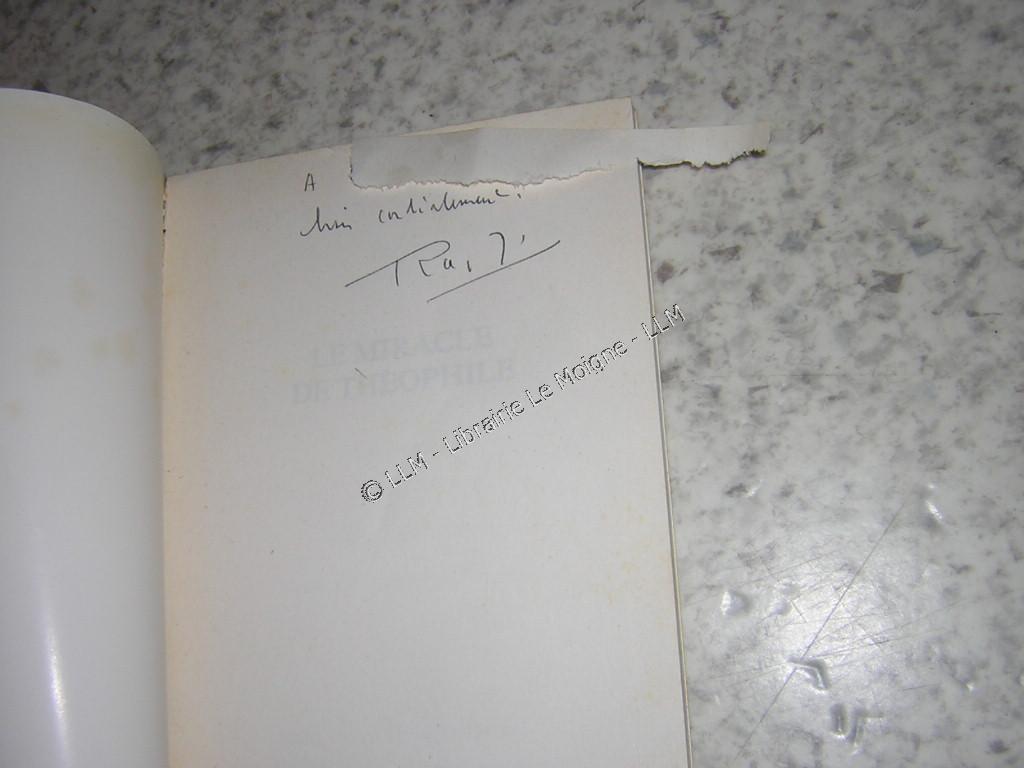 A
bien cordialement.
LE MIRACLE
DE THÉOPHILE
© LLM - Librairie Le Moigne - LLM